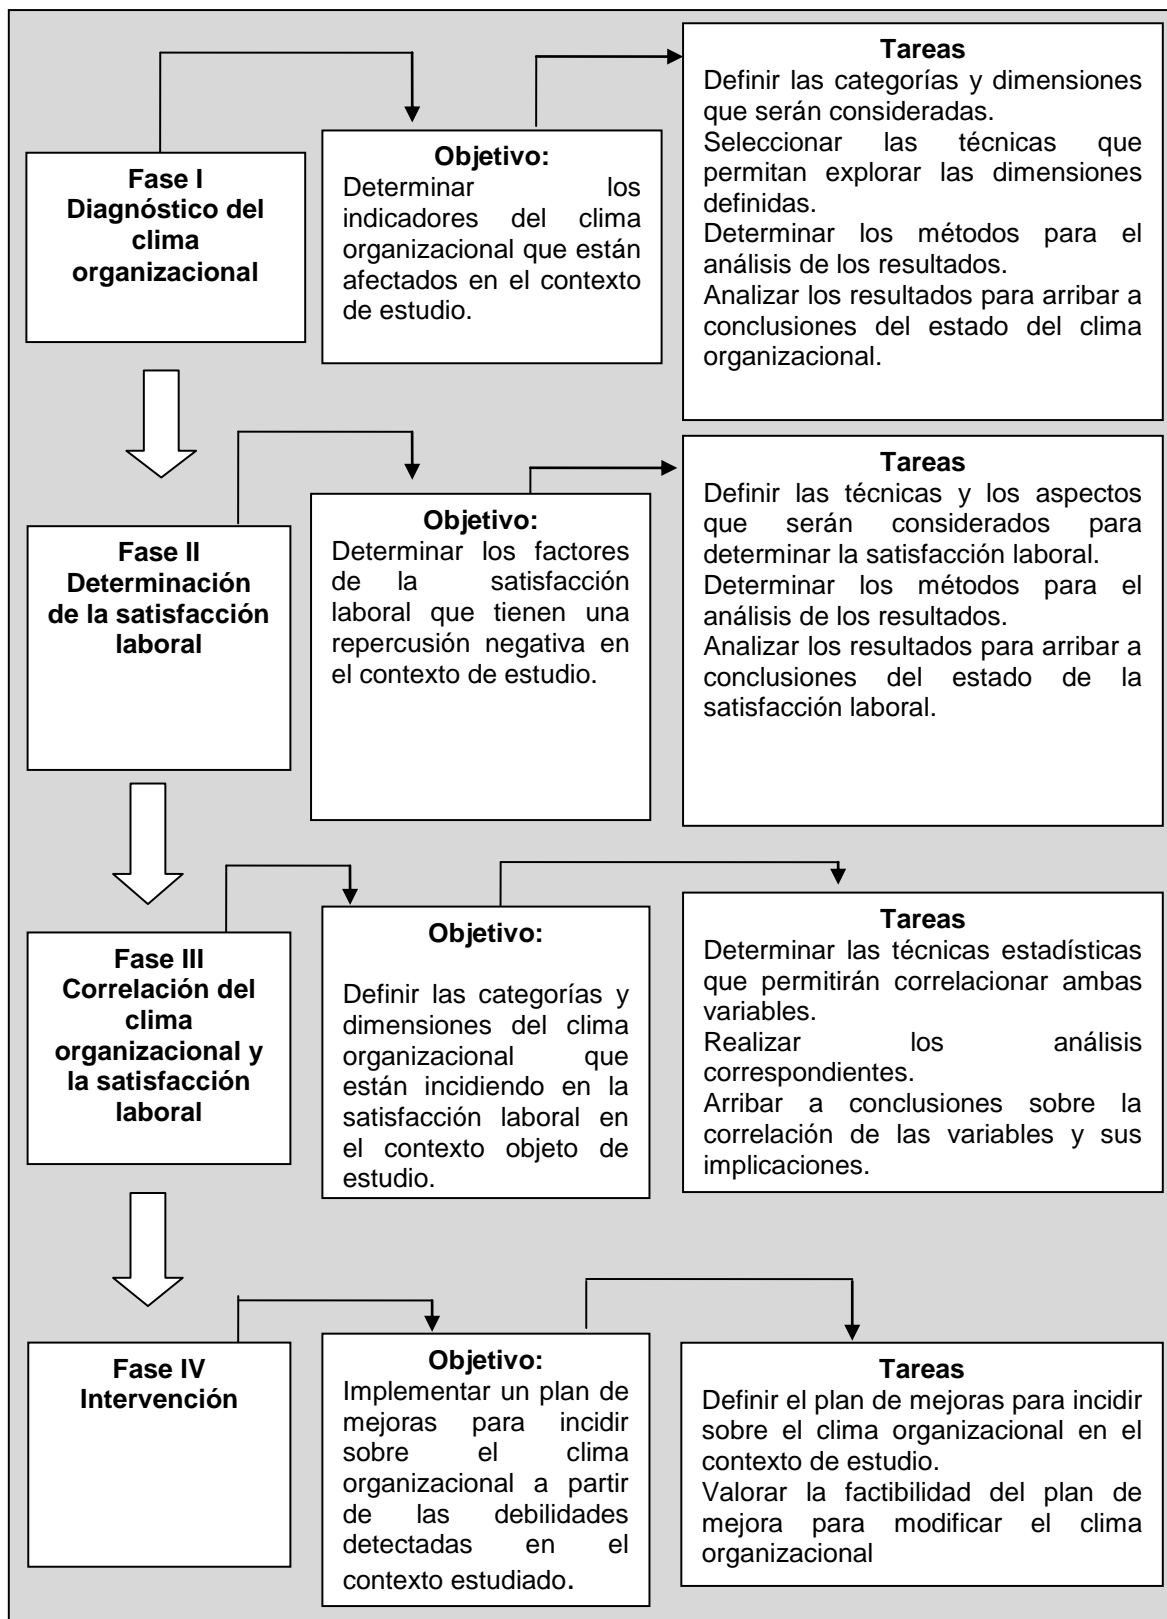 Fase I
Diagnóstico del
clima
organizacional
Objetivo:
Determinar los
indicadores del clima
organizacional que están
afectados en el contexto
de estudio.
Tareas
Definir las categorías y dimensiones
que serán consideradas.
Seleccionar las técnicas que
permitan explorar las dimensiones
definidas.
Determinar los métodos para el
análisis de los resultados.
Analizar los resultados para arribar a
conclusiones del estado del clima
organizacional.
Fase II
Determinación
de la satisfacción
laboral
Objetivo:
Determinar los factores
de la satisfacción
laboral que tienen una
repercusión negativa en
el contexto de estudio.
Tareas
Definir las técnicas y los aspectos
que serán considerados para
determinar la satisfacción laboral.
Determinar los métodos para el
análisis de los resultados.
Analizar los resultados para arribar a
conclusiones del estado de la
satisfacción laboral.
Fase III
Correlación del
clima
organizacional y
la satisfacción
laboral
Objetivo:
Definir las categorías y
dimensiones del clima
organizacional que
están incidiendo en la
satisfacción laboral en
el contexto objeto de
estudio.
Tareas
Determinar las técnicas estadísticas
que permitirán correlacionar ambas
variables.
Realizar los análisis
correspondientes.
Arribar a conclusiones sobre la
correlación de las variables y sus
implicaciones.
Fase IV
Intervención
Objetivo:
Implementar un plan de
mejoras para incidir
sobre el clima
organizacional a partir
de las debilidades
detectadas en el
contexto estudiado.
Tareas
Definir el plan de mejoras para incidir
sobre el clima organizacional en el
contexto de estudio.
Valorar la factibilidad del plan de
mejora para modificar el clima
organizacional